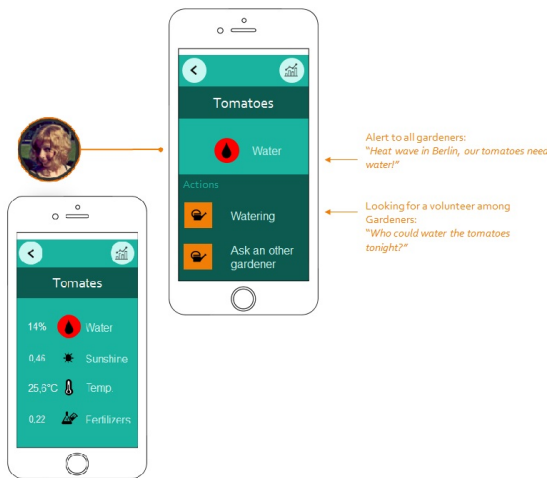 Tomatoes
Water
Actions
Watering
Ask an other
gardener
Alert to all gardeners:
"Heat wave in Berlin, our tomatoes need
water!"
Looking for a volunteer among
Gardeners:
"Who could water the tomatoes
tonight?"
Tomates
14% Water
0,46 Sunshine
25,6°C Temp.
0,22 Fertilizers